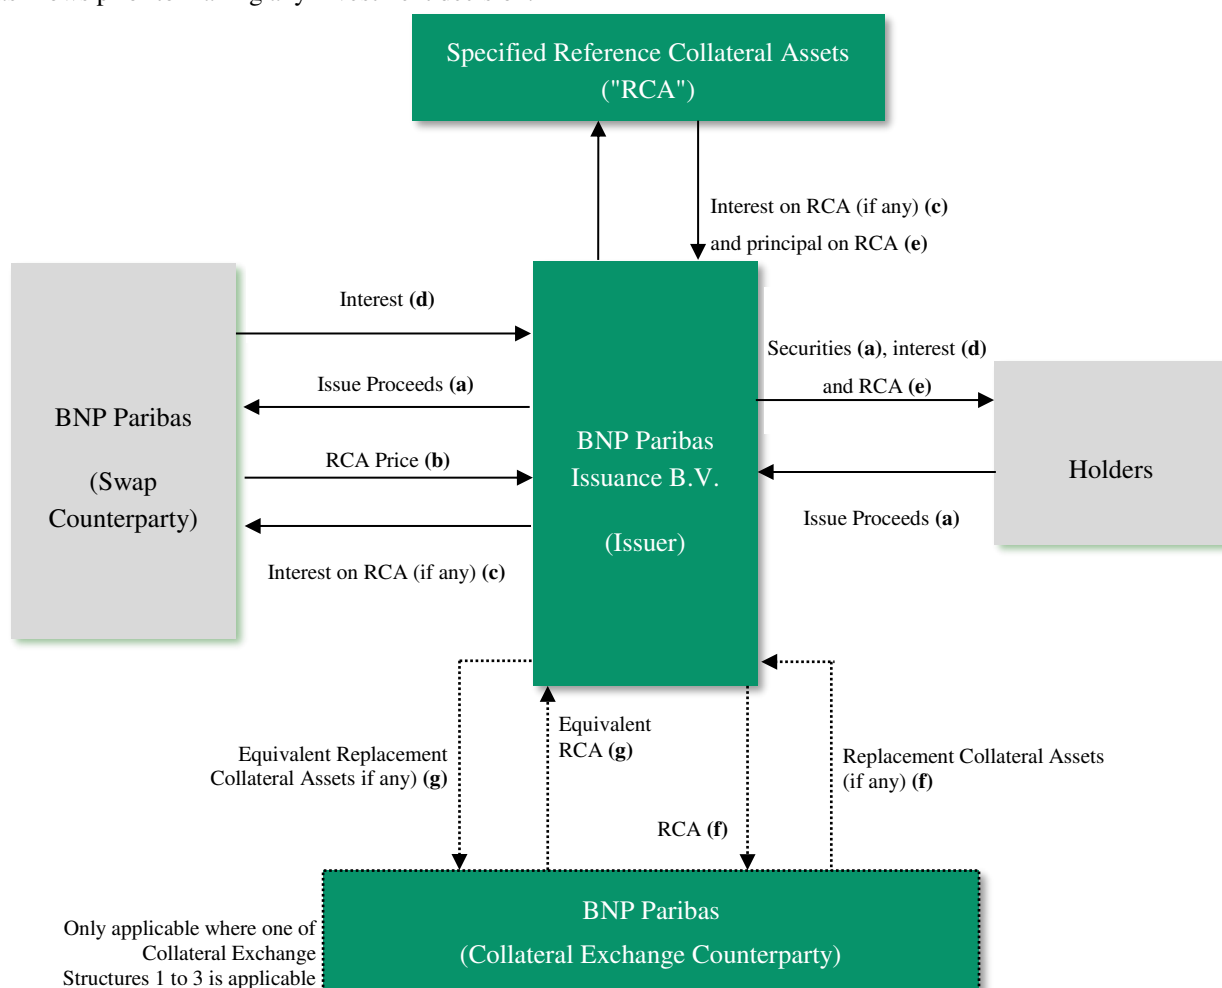 Specified Reference Collateral Assets
("RCA")
Interest on RCA (if any) (c)
and principal on RCA (e)
Interest (d)
Issue Proceeds (a)
RCA Price (b)
Interest on RCA (if any) (c)
BNP Paribas
(Swap
Counterparty)
BNP Paribas
Issuance B.V.
(Issuer)
Securities (a), interest (d)
and RCA (e)
Issue Proceeds (a)
Holders
Equivalent Replacement
Collateral Assets if any) (g)
Equivalent
RCA (g)
RCA (f)
Replacement Collateral Assets
(if any) (f)
BNP Paribas
(Collateral Exchange Counterparty)
Only applicable where one of
Collateral Exchange
Structures 1 to 3 is applicable